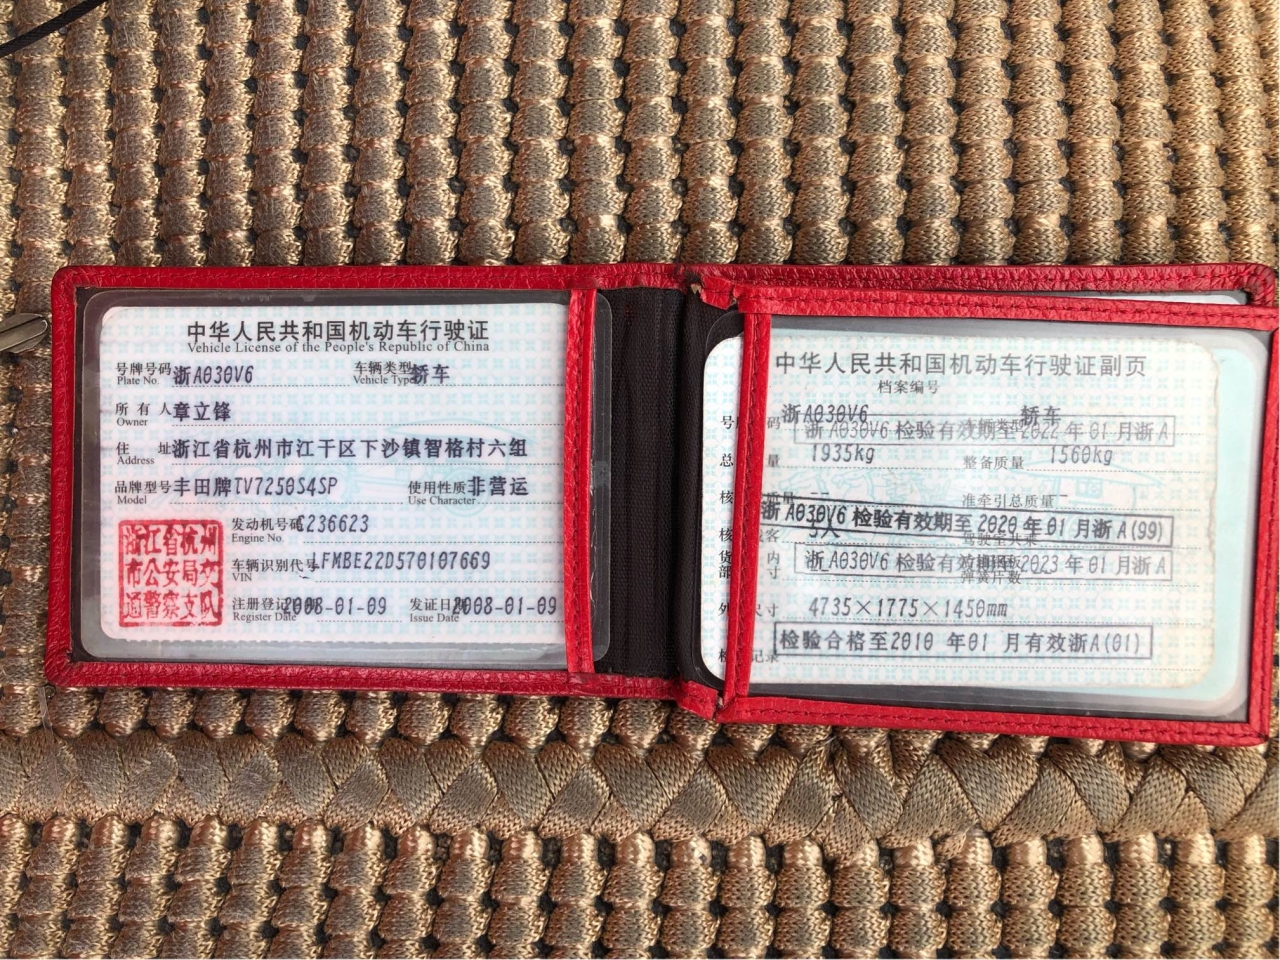 中华人民共和国机动车行驶证
Vehicle License of the People's Republic of China
号牌号码 浙A030V6 车辆类型 轿车
Plate No. Vehicle Type
所有人 章立锋
Owner
住址 浙江省杭州市江干区下沙镇智格村六组
Address
品牌型号 丰田牌TV7250S4SP 使用性质 非营运
Model Use Character
浙江省杭州市公安局交通警察支队
发动机号码 C236623
Engine No.
车辆识别代号 LFMBE22D570107669
VIN
注册登记日期 2008-01-09 发证日期 2008-01-09
Register Date Issue Date
中华人民共和国机动车行驶证副页
档案编号
号 码 浙A030V6 车辆类型 轿车
浙A030V6 检验有效期至2022年01月浙A
总 量 1935kg 整备质量 1560kg
核 质量 -- 准牵引总质量 --
浙A030V6 检验有效期至2020年01月浙A(99)
核 载客 5人
货 内
部 寸
浙A030V6 检验有效期至2023年01月浙A
外 尺寸 4735×1775×1450mm
检验合格至2010 年01 月有效浙A(01)
检 记录